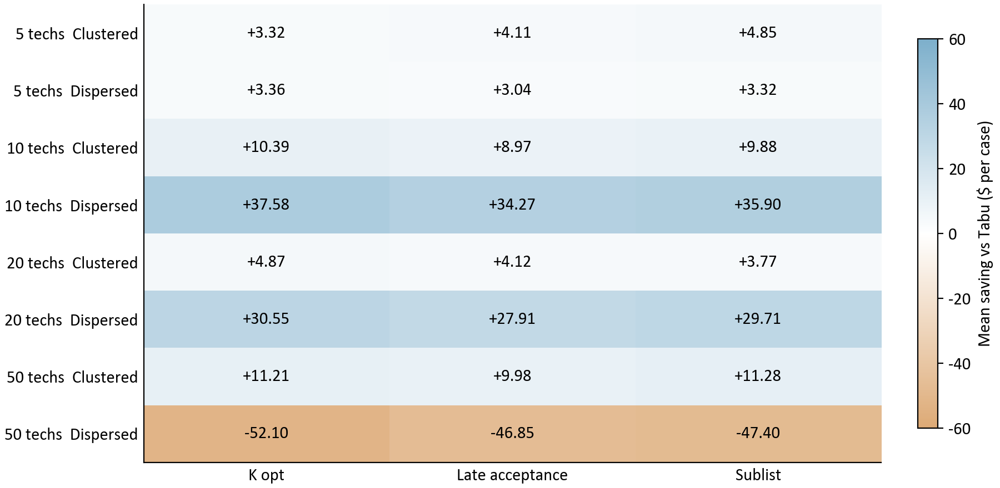 5 techs  Clustered +3.32 +4.11 +4.85
5 techs  Dispersed +3.36 +3.04 +3.32
10 techs  Clustered +10.39 +8.97 +9.88
10 techs  Dispersed +37.58 +34.27 +35.90
20 techs  Clustered +4.87 +4.12 +3.77
20 techs  Dispersed +30.55 +27.91 +29.71
50 techs  Clustered +11.21 +9.98 +11.28
50 techs  Dispersed -52.10 -46.85 -47.40
K opt Late acceptance Sublist
60
40
20
0
-20
-40
-60
Mean saving vs Tabu ($ per case)